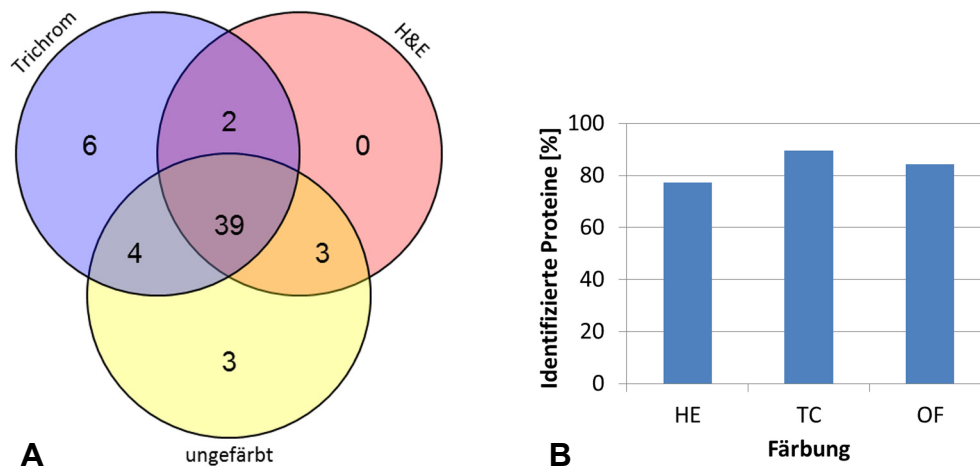 Trichrom
H&E
6
2
0
39
4
3
3
ungefärbt
A
Identifizierte Proteine [%]
100
80
60
40
20
0
HE TC OF
Färbung
B